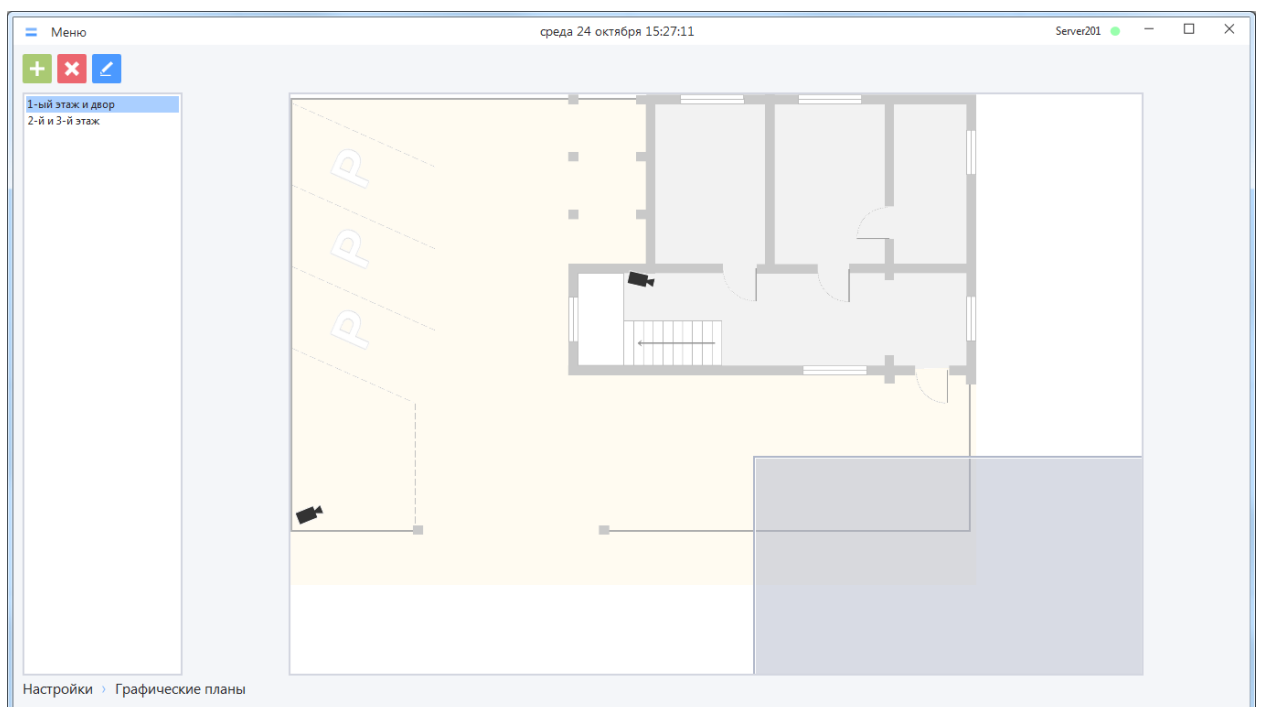 Меню
среда 24 октября 15:27:11
Server201
1-ый этаж и двор
2-й и 3-й этаж
P
P
P
Настройки › Графические планы